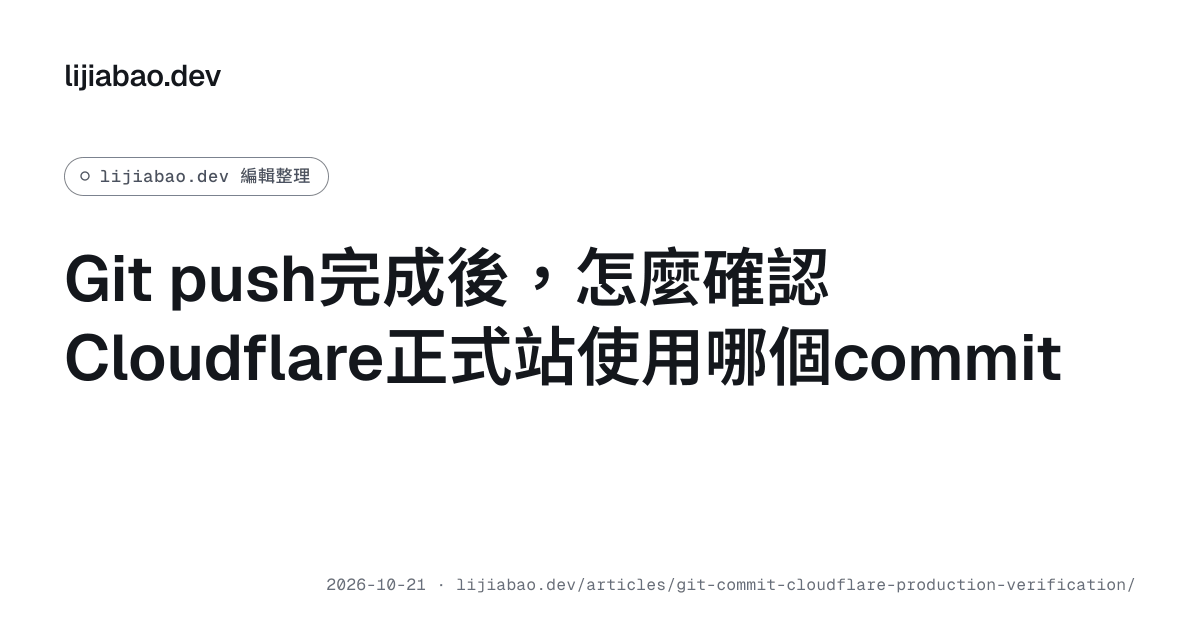 lijiabao.dev
lijiabao.dev 編輯整理
Git push完成後，怎麼確認
Cloudflare正式站使用哪個commit
2026-10-21 · lijiabao.dev/articles/git-commit-cloudflare-production-verification/